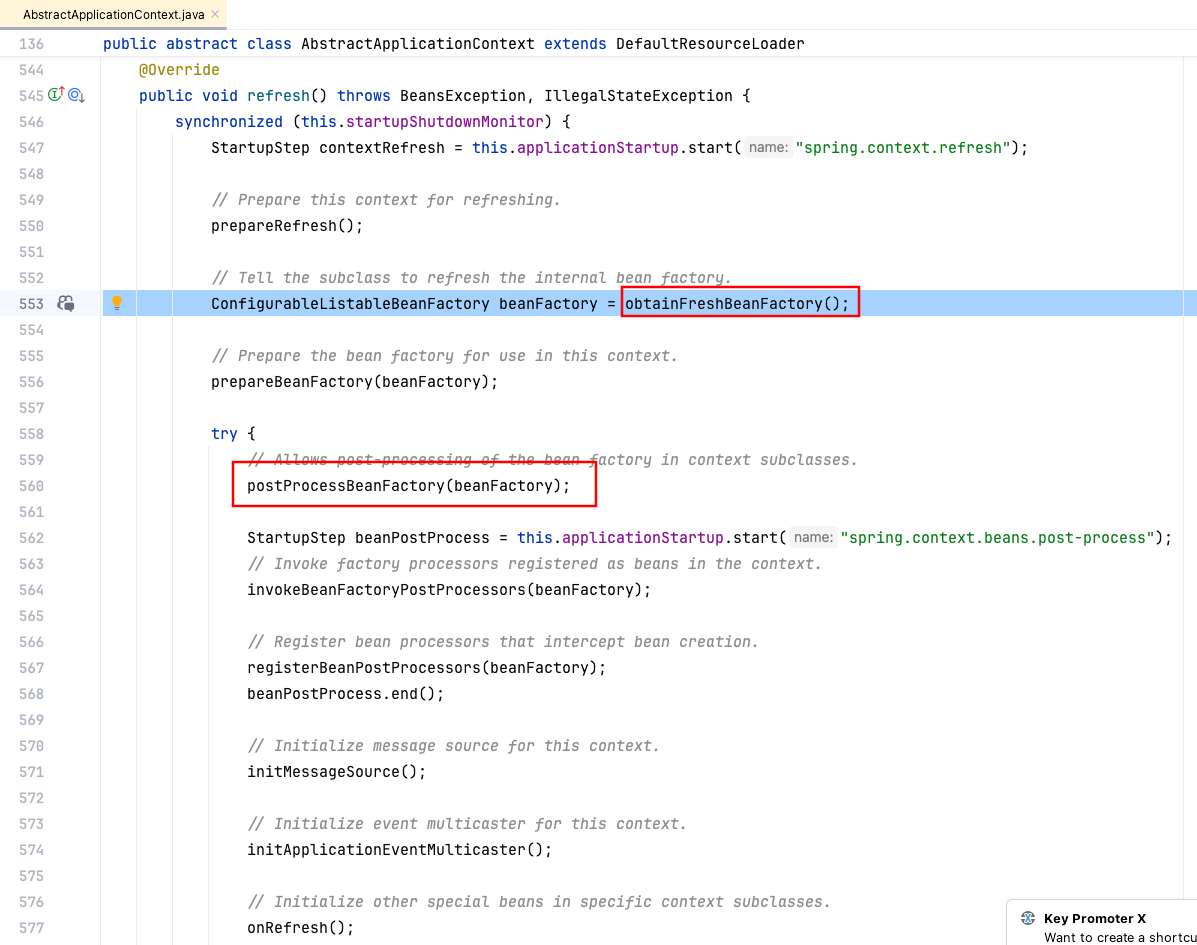 AbstractApplicationContext.java ×
136 public abstract class AbstractApplicationContext extends DefaultResourceLoader
544 @Override
545 public void refresh() throws BeansException, IllegalStateException {
546 synchronized (this.startupShutdownMonitor) {
547 StartupStep contextRefresh = this.applicationStartup.start( name: "spring.context.refresh");
548
549 // Prepare this context for refreshing.
550 prepareRefresh();
551
552 // Tell the subclass to refresh the internal bean factory.
553 ConfigurableListableBeanFactory beanFactory = obtainFreshBeanFactory();
554
555 // Prepare the bean factory for use in this context.
556 prepareBeanFactory(beanFactory);
557
558 try {
559 // Allows post-processing of the bean factory in context subclasses.
560 postProcessBeanFactory(beanFactory);
561
562 StartupStep beanPostProcess = this.applicationStartup.start( name: "spring.context.beans.post-process");
563 // Invoke factory processors registered as beans in the context.
564 invokeBeanFactoryPostProcessors(beanFactory);
565
566 // Register bean processors that intercept bean creation.
567 registerBeanPostProcessors(beanFactory);
568 beanPostProcess.end();
569
570 // Initialize message source for this context.
571 initMessageSource();
572
573 // Initialize event multicaster for this context.
574 initApplicationEventMulticaster();
575
576 // Initialize other special beans in specific context subclasses.
577 onRefresh();
Key Promoter X
Want to create a shortcu